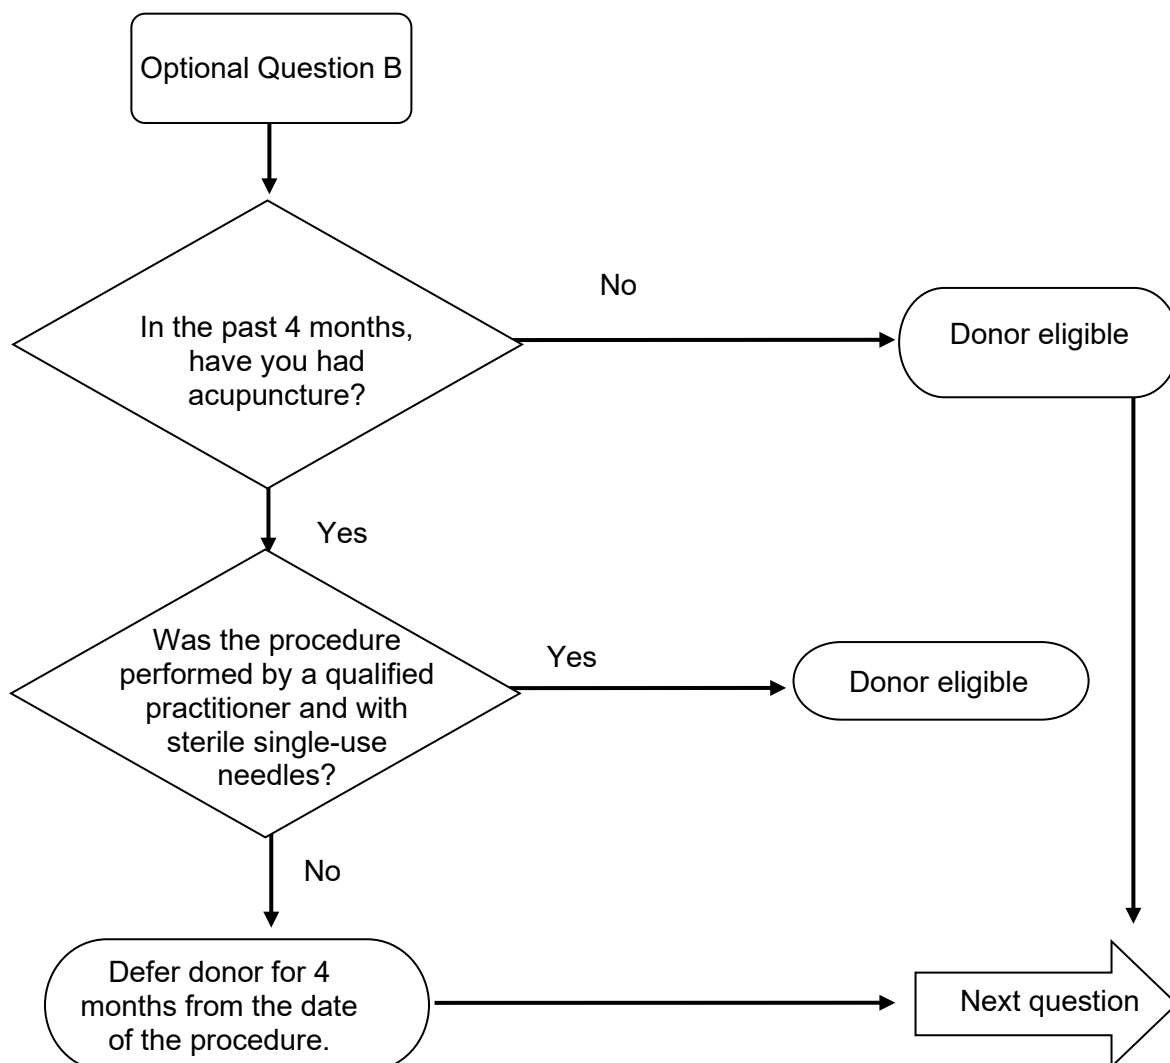 Optional Question B
No
In the past 4 months,
have you had
acupuncture?
Donor eligible
Yes
Was the procedure
performed by a qualified
practitioner and with
sterile single-use
needles?
Yes
Donor eligible
No
Defer donor for 4
months from the date
of the procedure.
Next question